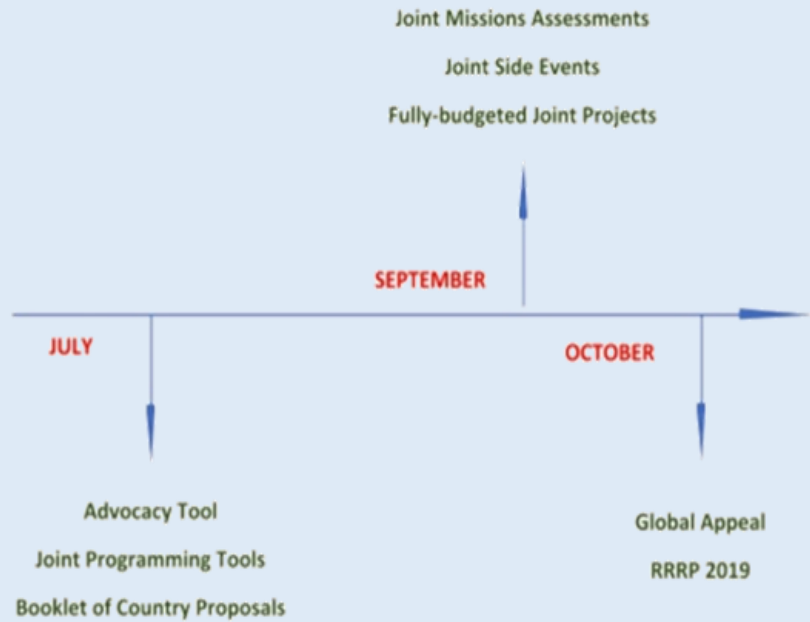 Joint Missions Assessments
Joint Side Events
Fully-budgeted Joint Projects
SEPTEMBER
JULY
OCTOBER
Advocacy Tool
Joint Programming Tools
Booklet of Country Proposals
Global Appeal
RRRP 2019